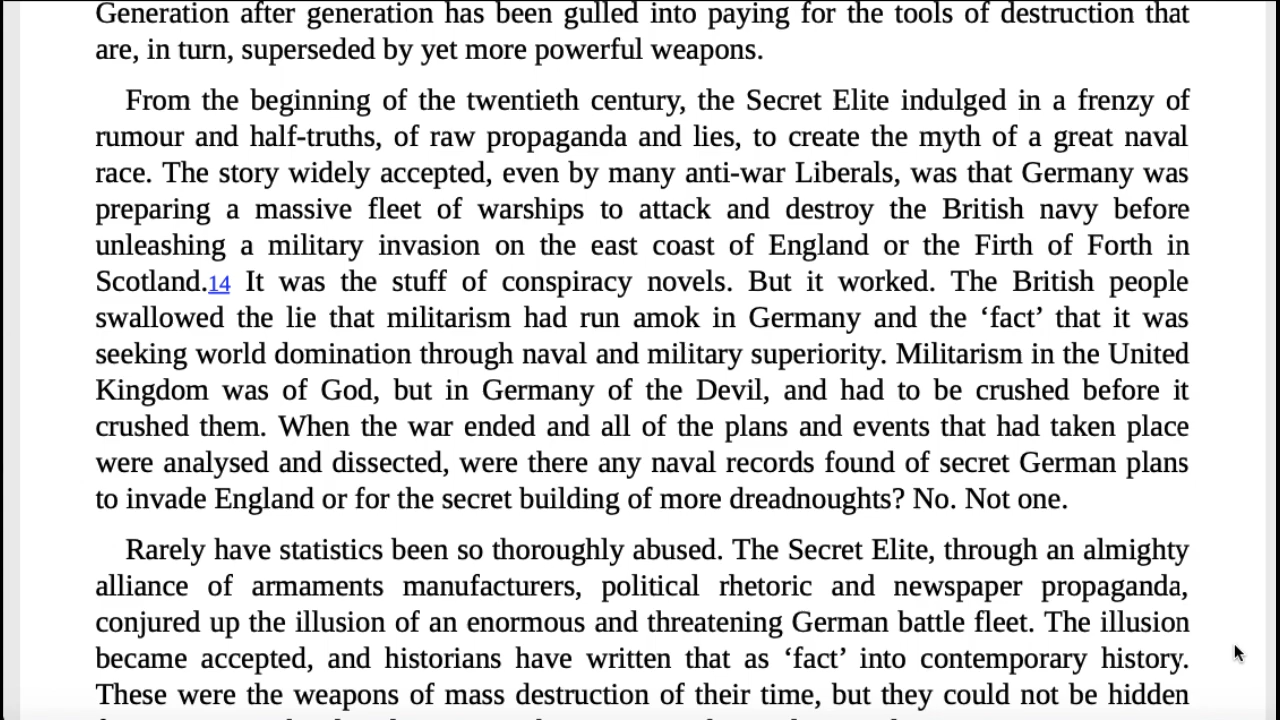 Generation after generation has been gulled into paying for the tools of destruction that
are, in turn, superseded by yet more powerful weapons.
From the beginning of the twentieth century, the Secret Elite indulged in a frenzy of
rumour and half-truths, of raw propaganda and lies, to create the myth of a great naval
race. The story widely accepted, even by many anti-war Liberals, was that Germany was
preparing a massive fleet of warships to attack and destroy the British navy before
unleashing a military invasion on the east coast of England or the Firth of Forth in
Scotland.14 It was the stuff of conspiracy novels. But it worked. The British people
swallowed the lie that militarism had run amok in Germany and the ‘fact’ that it was
seeking world domination through naval and military superiority. Militarism in the United
Kingdom was of God, but in Germany of the Devil, and had to be crushed before it
crushed them. When the war ended and all of the plans and events that had taken place
were analysed and dissected, were there any naval records found of secret German plans
to invade England or for the secret building of more dreadnoughts? No. Not one.
Rarely have statistics been so thoroughly abused. The Secret Elite, through an almighty
alliance of armaments manufacturers, political rhetoric and newspaper propaganda,
conjured up the illusion of an enormous and threatening German battle fleet. The illusion
became accepted, and historians have written that as ‘fact’ into contemporary history.
These were the weapons of mass destruction of their time, but they could not be hidden